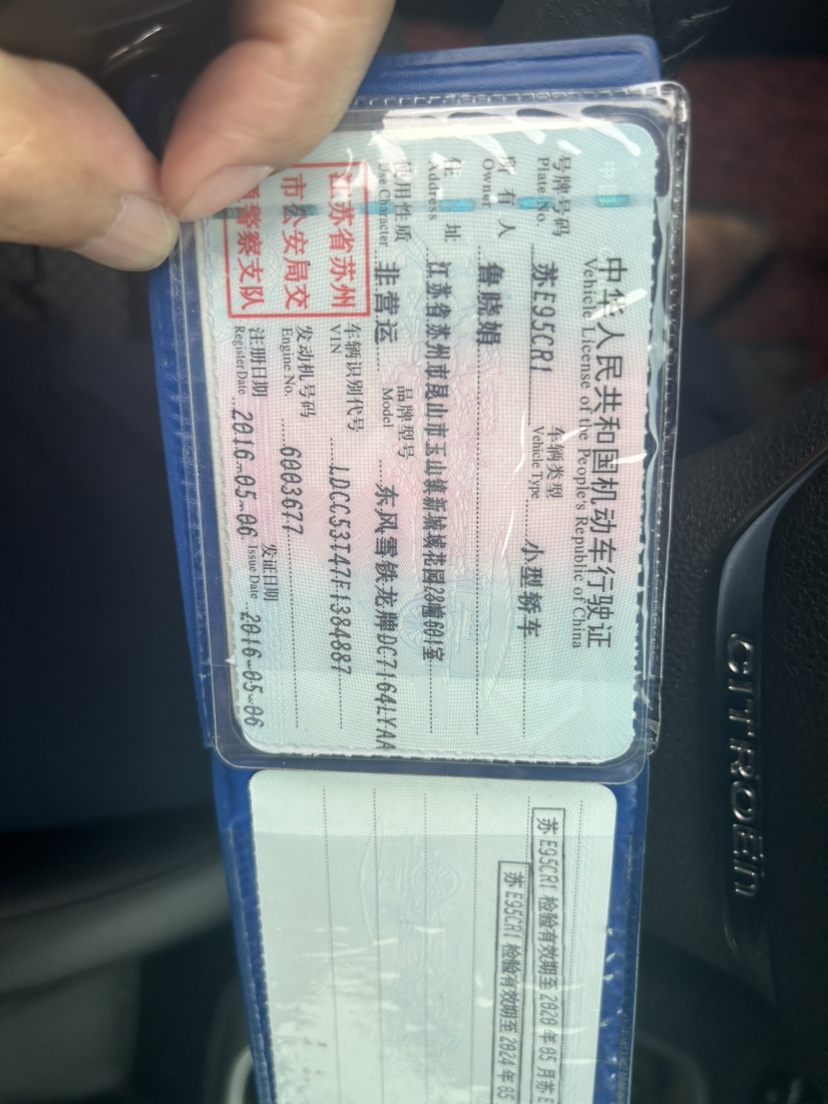 中华人民共和国机动车行驶证
Vehicle License of the People's Republic of China
号牌号码 苏E95CR1 车辆类型 小型轿车
Plate No. Vehicle Type
所有人 鲁晓娟
Owner
住址 江苏省苏州市昆山市玉山镇新城域花园28幢601室
Address
使用性质 非营运 品牌型号 东风雪铁龙牌DC7164LYAA
Use Character Model
江苏省苏州
市公安局交
警察支队
车辆识别代号 LDCC53T47F1384887
VIN
发动机号码 6003677
Engine No.
注册日期 2016-05-06 发证日期 2016-05-06
Register Date Issue Date
苏E95CR1 检验有效期至2020年05月苏E
苏E95CR1 检验有效期至2024年05
CITROËN